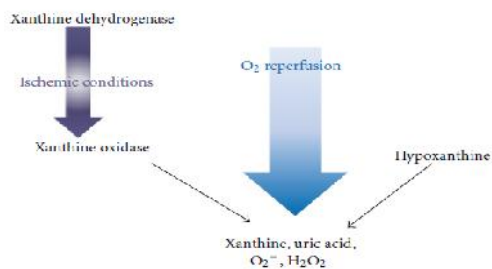 Xanthine dehydrogenase
Ischemic conditions
O₂ reperfusion
Xanthine oxidase
Hypoxanthine
Xanthine, uric acid,
O₂⁻, H₂O₂